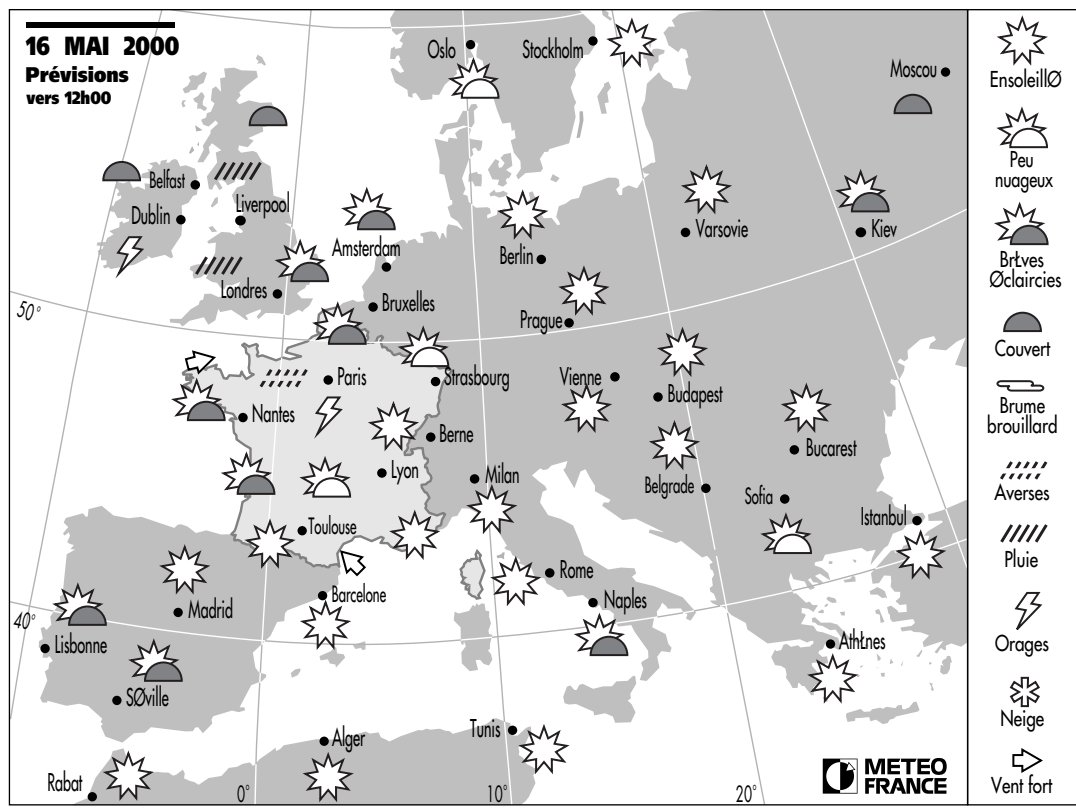 16 MAI 2000
Prévisions
vers 12h00
Oslo
Stockholm
Moscou
Belfast
Dublin
Liverpool
Amsterdam
Londres
Bruxelles
Berlin
Varsovie
Kiev
Prague
50°
Paris
Strasbourg
Vienne
Budapest
Nantes
Berne
Bucarest
Lyon
Milan
Belgrade
Sofia
Istanbul
Toulouse
Rome
Barcelone
Naples
Madrid
40°
Lisbonne
AthŁnes
SØville
Alger
Tunis
Rabat
0°
10°
20°
METEO
FRANCE
EnsoleillØ
Peu
nuageux
BrŁves
Øclaircies
Couvert
Brume
brouillard
Averses
Pluie
Orages
Neige
Vent fort